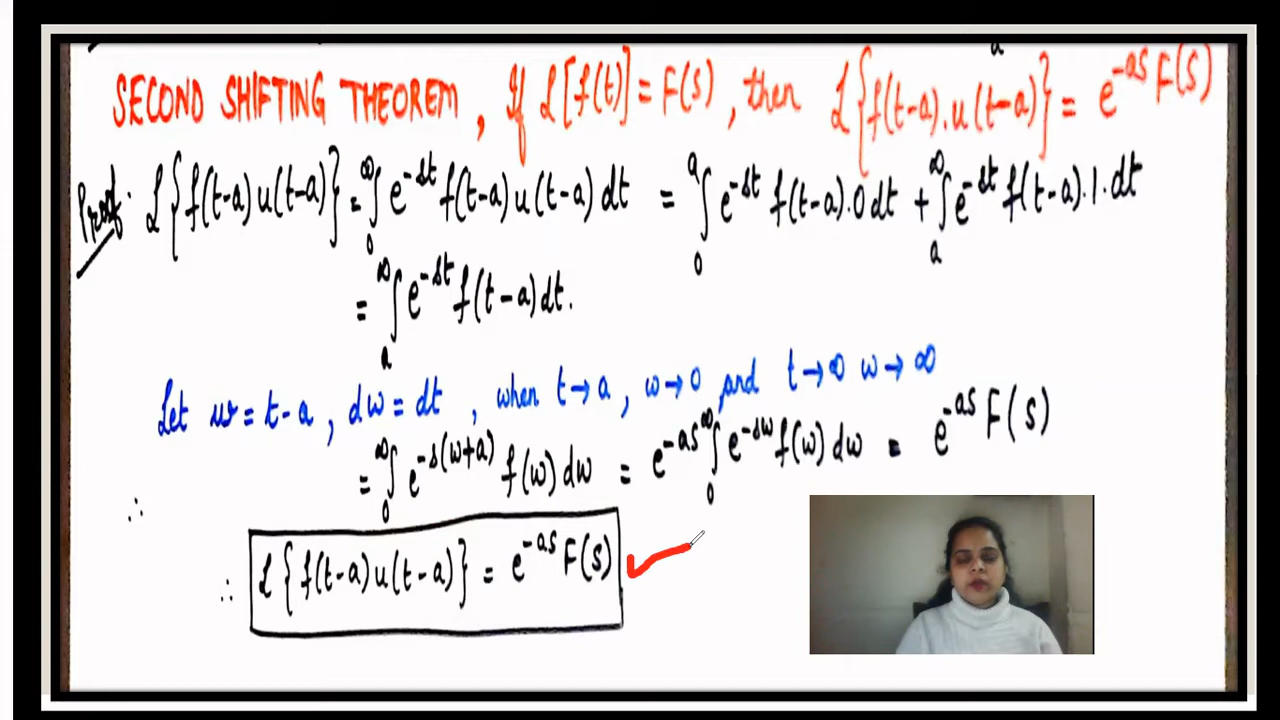 SECOND SHIFTING THEOREM, If L[f(t)] = F(s), then L{f(t-a).u(t-a)} = e^{-as} F(s)
Proof: L{f(t-a) u(t-a)} = ∫_0^∞ e^{-st} f(t-a) u(t-a) dt = ∫_0^a e^{-st} f(t-a).0 dt + ∫_a^∞ e^{-st} f(t-a).1.dt
= ∫_a^∞ e^{-st} f(t-a) dt.
Let w = t-a, dw = dt, when t→a, w→0 and t→∞ w→∞
∴ = ∫_0^∞ e^{-s(w+a)} f(w) dw = e^{-as} ∫_0^∞ e^{-sw} f(w) dw = e^{-as} F(s)
∴ L{f(t-a) u(t-a)} = e^{-as} F(s)